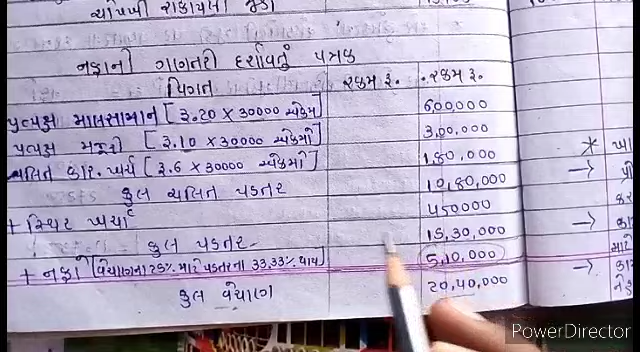 નફાની ગણતરી દર્શાવતું પત્રક
વિગત રકમ રૂ. રકમ રૂ.
પ્રત્યક્ષ માલસામાન [રૂ.20 X 30000 એકમ] 600000
પ્રત્યક્ષ મજૂરી [રૂ.10 X 30000 એકમો] 3,00,000
ચલિત કાર. ખર્ચ [રૂ.6 X 30000 એકમો] 1,80,000
કુલ ચલિત પડતર 10,80,000
+ સ્થિર ખર્ચા 450000
કુલ પડતર 15,30,000
+ નફો [વેચાણના 25% માટે પડતરના 33.33% થાય] 5,10,000
કુલ વેચાણ 20,40,000
PowerDirector